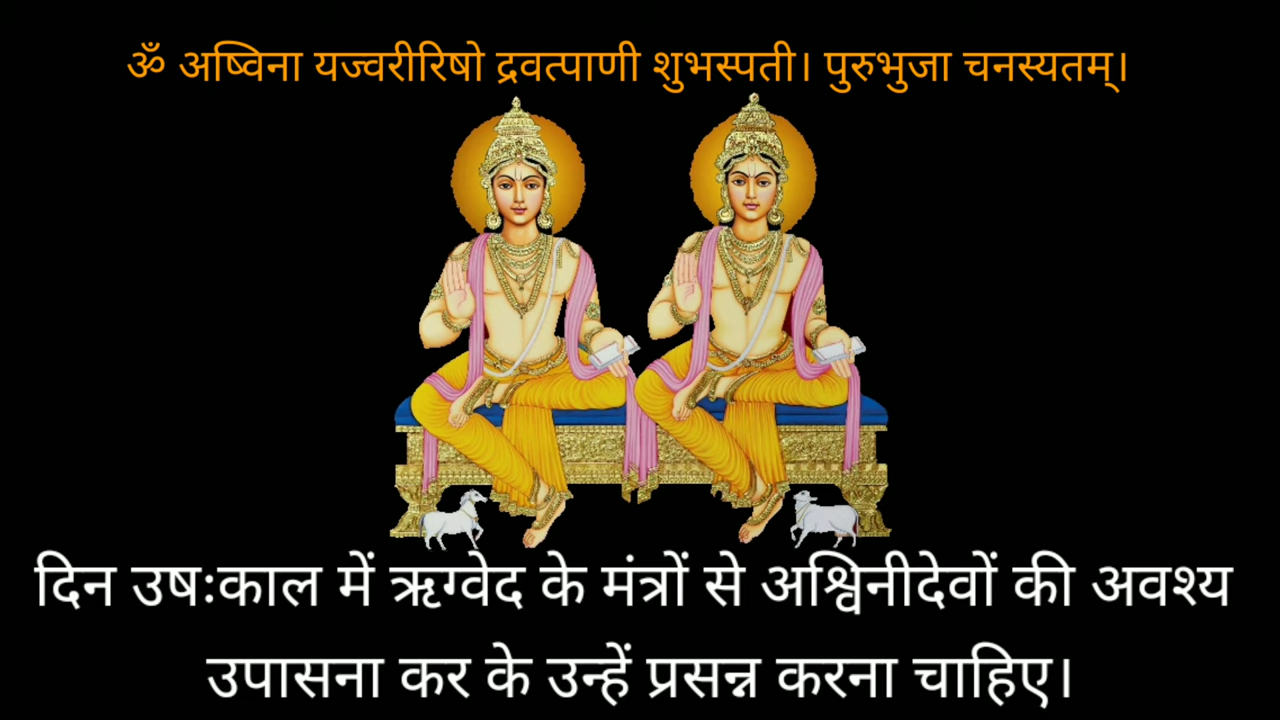 ॐ अष्विना यज्वरीरिषो द्रवत्पाणी शुभस्पती। पुरुभुजा चनस्यतम्।
दिन उषःकाल में ऋग्वेद के मंत्रों से अश्विनीदेवों की अवश्य
उपासना कर के उन्हें प्रसन्न करना चाहिए।